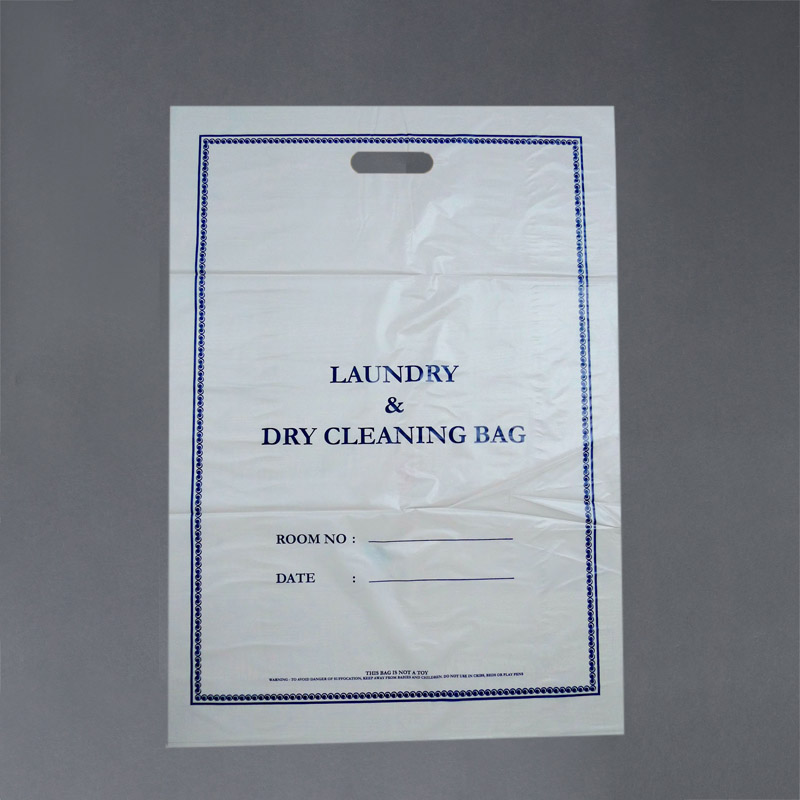 LAUNDRY
&
DRY CLEANING BAG
ROOM NO :
DATE :
THIS BAG IS NOT A TOY
WARNING - TO AVOID DANGER OF SUFFOCATION, KEEP AWAY FROM BABIES AND CHILDREN. DO NOT USE IN CRIBS, BEDS OR PLAY PENS